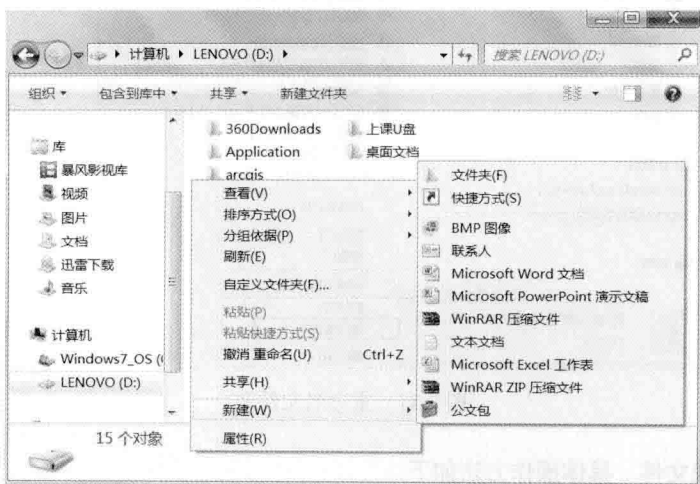 计算机 ▸ LENOVO (D:) ▸
搜索 LENOVO (D:)
组织 包含到库中 共享 新建文件夹
库
暴风影视库
视频
图片
文档
迅雷下载
音乐
计算机
Windows7_OS (
LENOVO (D:)
360Downloads
Application
arcgis
上课U盘
桌面文档
查看(V)
排序方式(O)
分组依据(P)
刷新(E)
自定义文件夹(F)...
粘贴(P)
粘贴快捷方式(S)
撤消 重命名(U) Ctrl+Z
共享(H)
新建(W)
属性(R)
文件夹(F)
快捷方式(S)
BMP 图像
联系人
Microsoft Word 文档
Microsoft PowerPoint 演示文稿
WinRAR 压缩文件
文本文档
Microsoft Excel 工作表
WinRAR ZIP 压缩文件
公文包
15 个对象